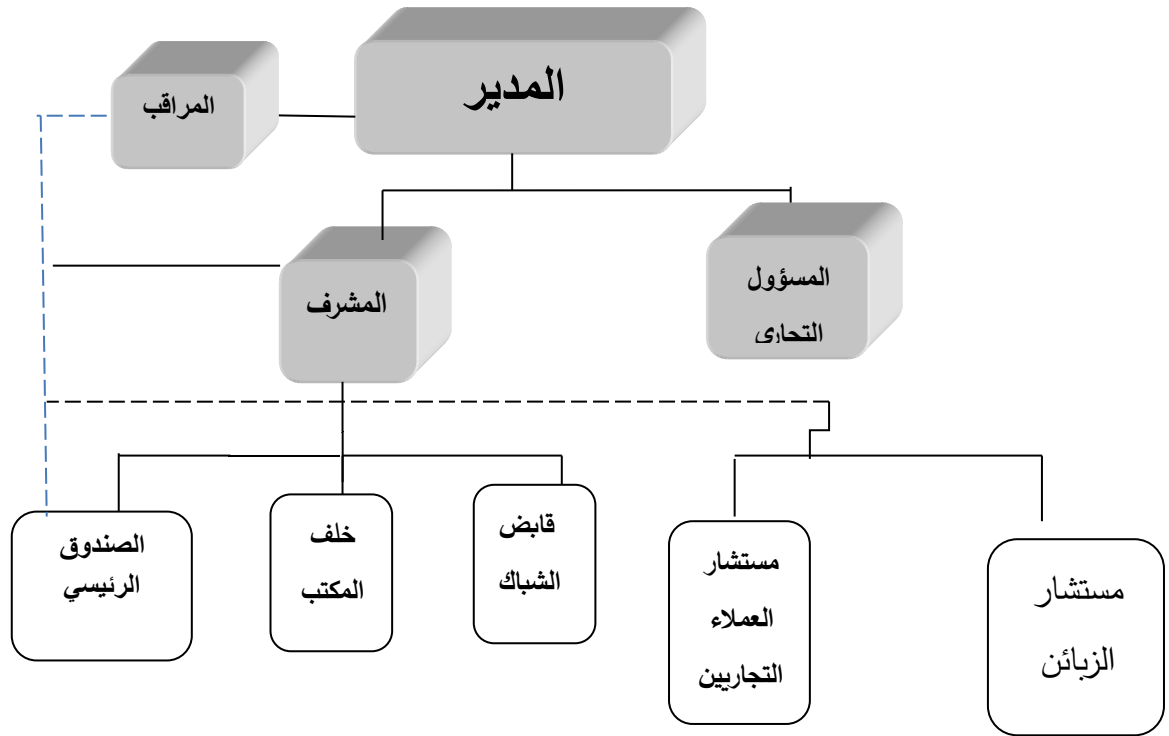 المدير
المراقب
المسؤول
التجاري
المشرف
مستشار
الزبائن
مستشار
العملاء
التجاريين
قابض
الشباك
خلف
المكتب
الصندوق
الرئيسي